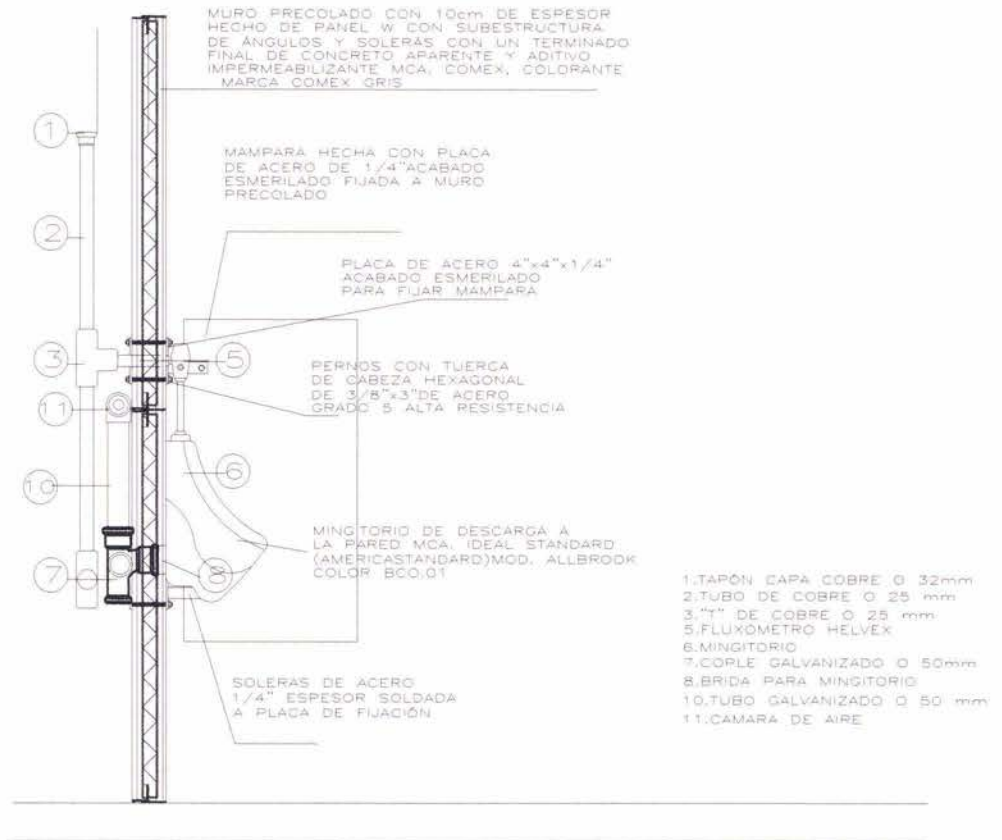 MURO PRECOLADO CON 10cm DE ESPESOR
HECHO DE PANEL W CON SUBESTRUCTURA
DE ÁNGULOS Y SOLERAS CON UN TERMINADO
FINAL DE CONCRETO APARENTE Y ADITIVO
IMPERMEABILIZANTE MCA. COMEX, COLORANTE
MARCA COMEX GRIS
1
MAMPARA HECHA CON PLACA
DE ACERO DE 1/4"ACABADO
ESMERILADO FIJADA A MURO
PRECOLADO
2
PLACA DE ACERO 4"x4"x1/4"
ACABADO ESMERILADO
PARA FIJAR MAMPARA
3
5
PERNOS CON TUERCA
DE CABEZA HEXAGONAL
DE 3/8"x3"DE ACERO
GRADO 5 ALTA RESISTENCIA
11
6
10
MINGITORIO DE DESCARGA A
LA PARED MCA. IDEAL STANDARD
(AMERICASTANDARD)MOD. ALLBROOK
COLOR BCO.01
7
8
1.TAPÓN CAPA COBRE O 32mm
2.TUBO DE COBRE O 25 mm
3."T" DE COBRE O 25 mm
5.FLUXOMETRO HELVEX
6.MINGITORIO
7.COPLE GALVANIZADO O 50mm
8.BRIDA PARA MINGITORIO
10.TUBO GALVANIZADO O 50 mm
11.CAMARA DE AIRE
SOLERAS DE ACERO
1/4" ESPESOR SOLDADA
A PLACA DE FIJACIÓN